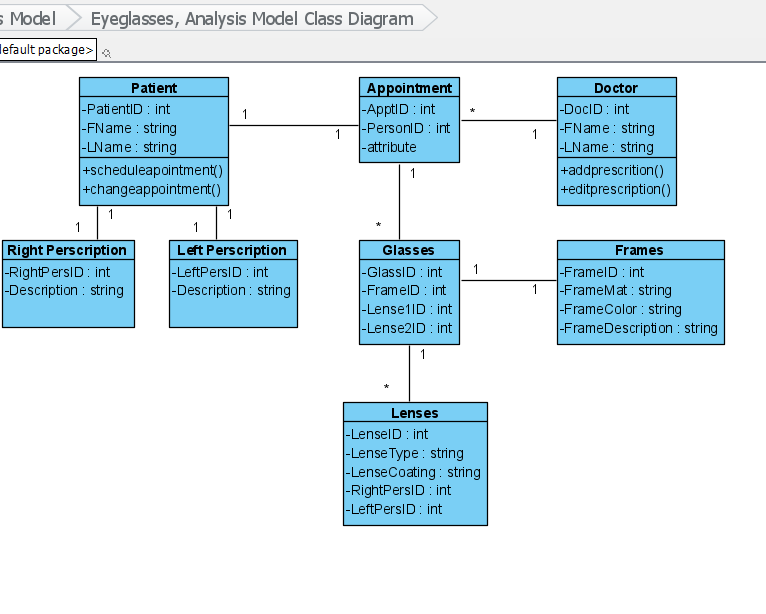 s Model
Eyeglasses, Analysis Model Class Diagram
default package>
Patient
-PatientID : int
-FName : string
-LName : string
+scheduleapointment()
+changeappointment()
1
1
Appointment
-ApptID : int
-PersonID : int
-attribute
*
1
Doctor
-DocID : int
-FName : string
-LName : string
+addprescrition()
+editprescription()
1
1
1
1
1
*
Right Perscription
-RightPersID : int
-Description : string
Left Perscription
-LeftPersID : int
-Description : string
Glasses
-GlassID : int
-FrameID : int
-Lense1ID : int
-Lense2ID : int
1
1
Frames
-FrameID : int
-FrameMat : string
-FrameColor : string
-FrameDescription : string
1
*
Lenses
-LenseID : int
-LenseType : string
-LenseCoating : string
-RightPersID : int
-LeftPersID : int